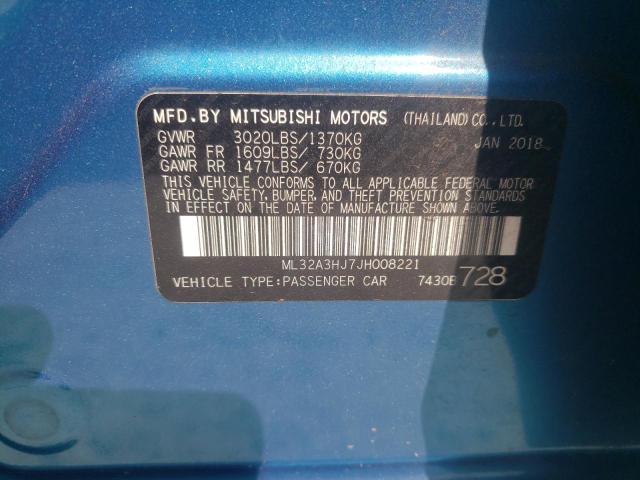 MFD.BY MITSUBISHI MOTORS (THAILAND)CO.,LTD.
GVWR 3020LBS/1370KG JAN 2018
GAWR FR 1609LBS/ 730KG
GAWR RR 1477LBS/ 670KG
THIS VEHICLE CONFORMS TO ALL APPLICABLE FEDERAL MOTOR
VEHICLE SAFETY, BUMPER, AND THEFT PREVENTION STANDARDS
IN EFFECT ON THE DATE OF MANUFACTURE SHOWN ABOVE.
ML32A3HJ7JH008221
VEHICLE TYPE:PASSENGER CAR 7430B 728